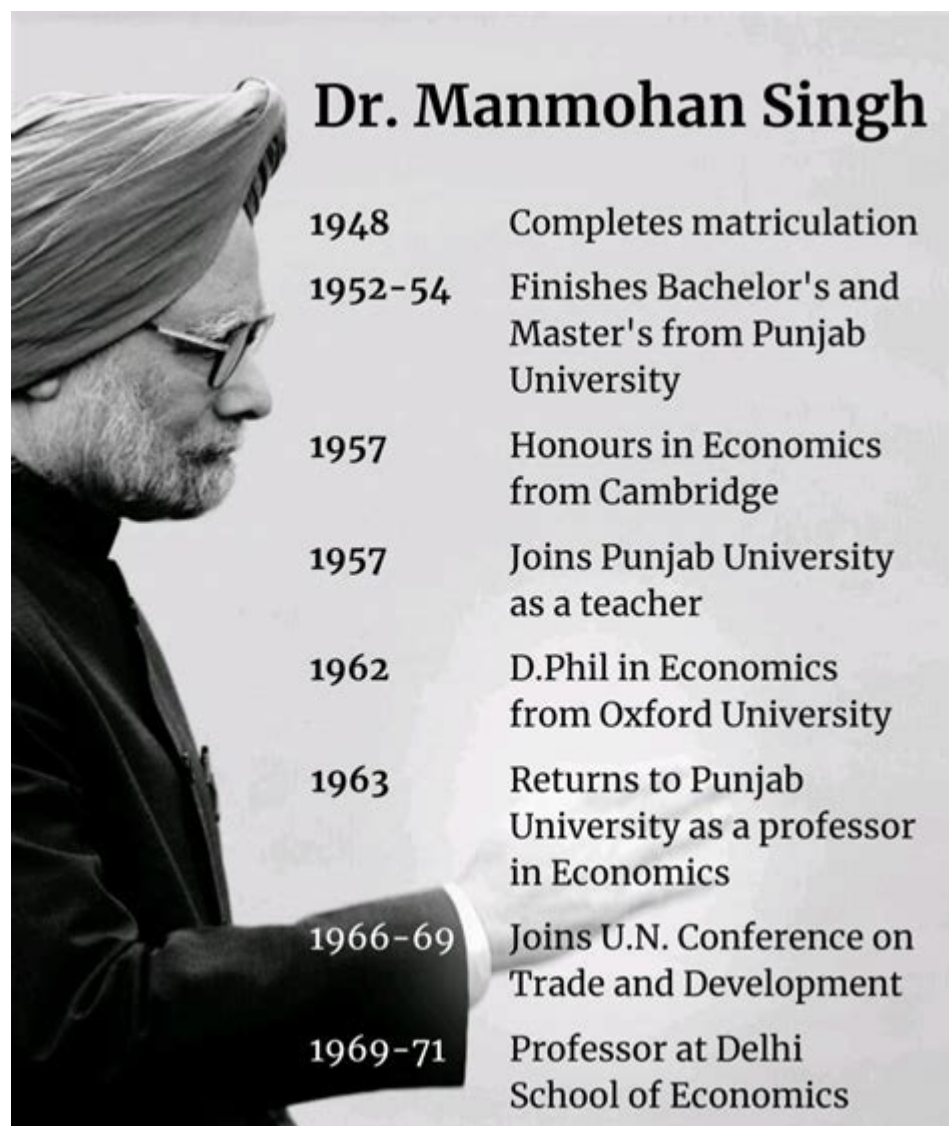 Dr. Manmohan Singh
1948 Completes matriculation
1952-54 Finishes Bachelor's and
Master's from Punjab
University
1957 Honours in Economics
from Cambridge
1957 Joins Punjab University
as a teacher
1962 D.Phil in Economics
from Oxford University
1963 Returns to Punjab
University as a professor
in Economics
1966-69 Joins U.N. Conference on
Trade and Development
1969-71 Professor at Delhi
School of Economics